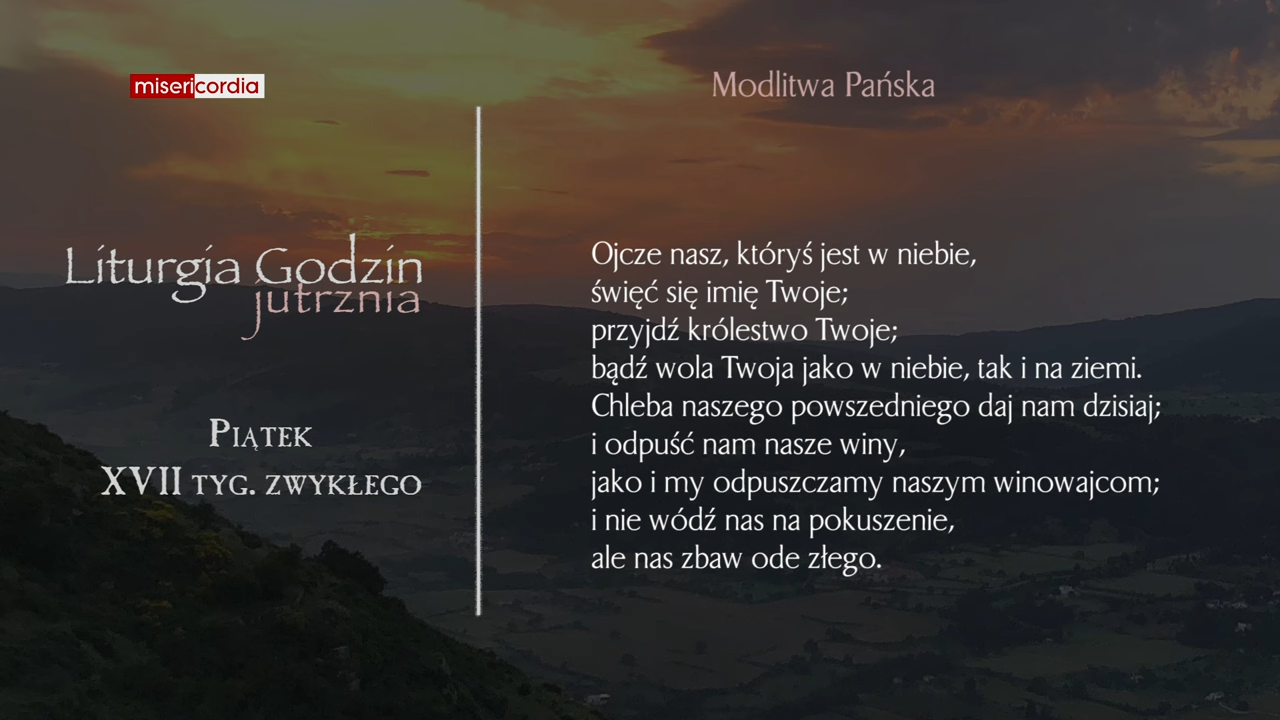 misericordia
Liturgia Godzin
jutrznia
Piątek
XVII tyg. zwykłego
Modlitwa Pańska
Ojcze nasz, któryś jest w niebie,
święć się imię Twoje;
przyjdź królestwo Twoje;
bądź wola Twoja jako w niebie, tak i na ziemi.
Chleba naszego powszedniego daj nam dzisiaj;
i odpuść nam nasze winy,
jako i my odpuszczamy naszym winowajcom;
i nie wódź nas na pokuszenie,
ale nas zbaw ode złego.